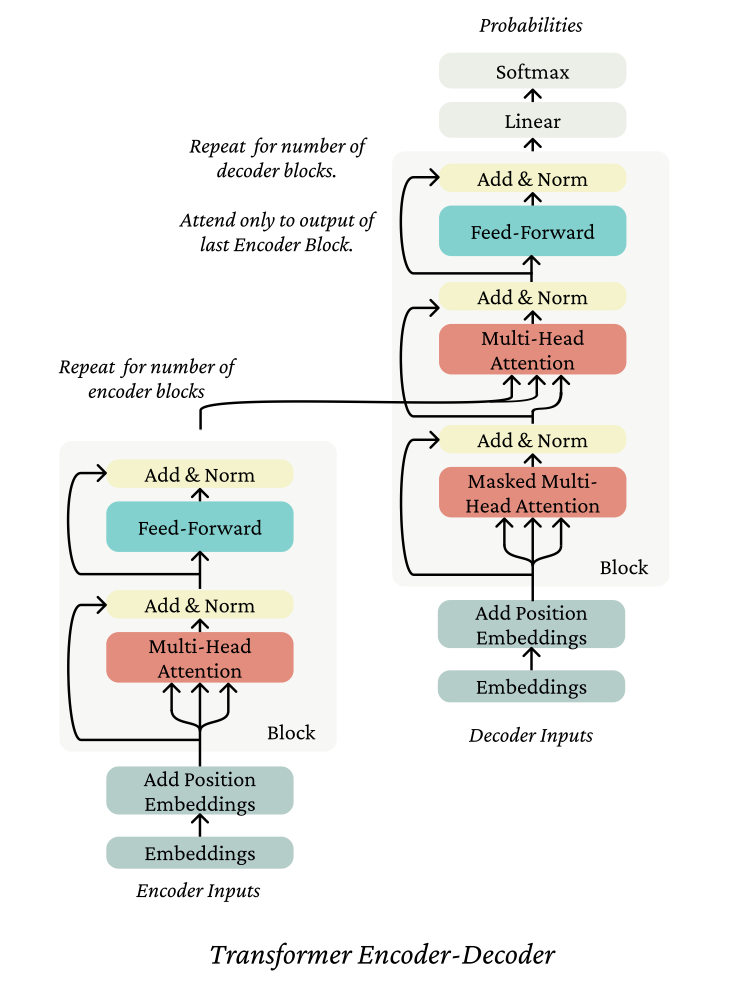 Probabilities
Softmax
Linear
Repeat for number of
decoder blocks.
Attend only to output of
last Encoder Block.
Add & Norm
Feed-Forward
Add & Norm
Multi-Head
Attention
Add & Norm
Masked Multi-
Head Attention
Block
Add Position
Embeddings
Embeddings
Decoder Inputs
Repeat for number of
encoder blocks
Add & Norm
Feed-Forward
Add & Norm
Multi-Head
Attention
Block
Add Position
Embeddings
Embeddings
Encoder Inputs
Transformer Encoder-Decoder